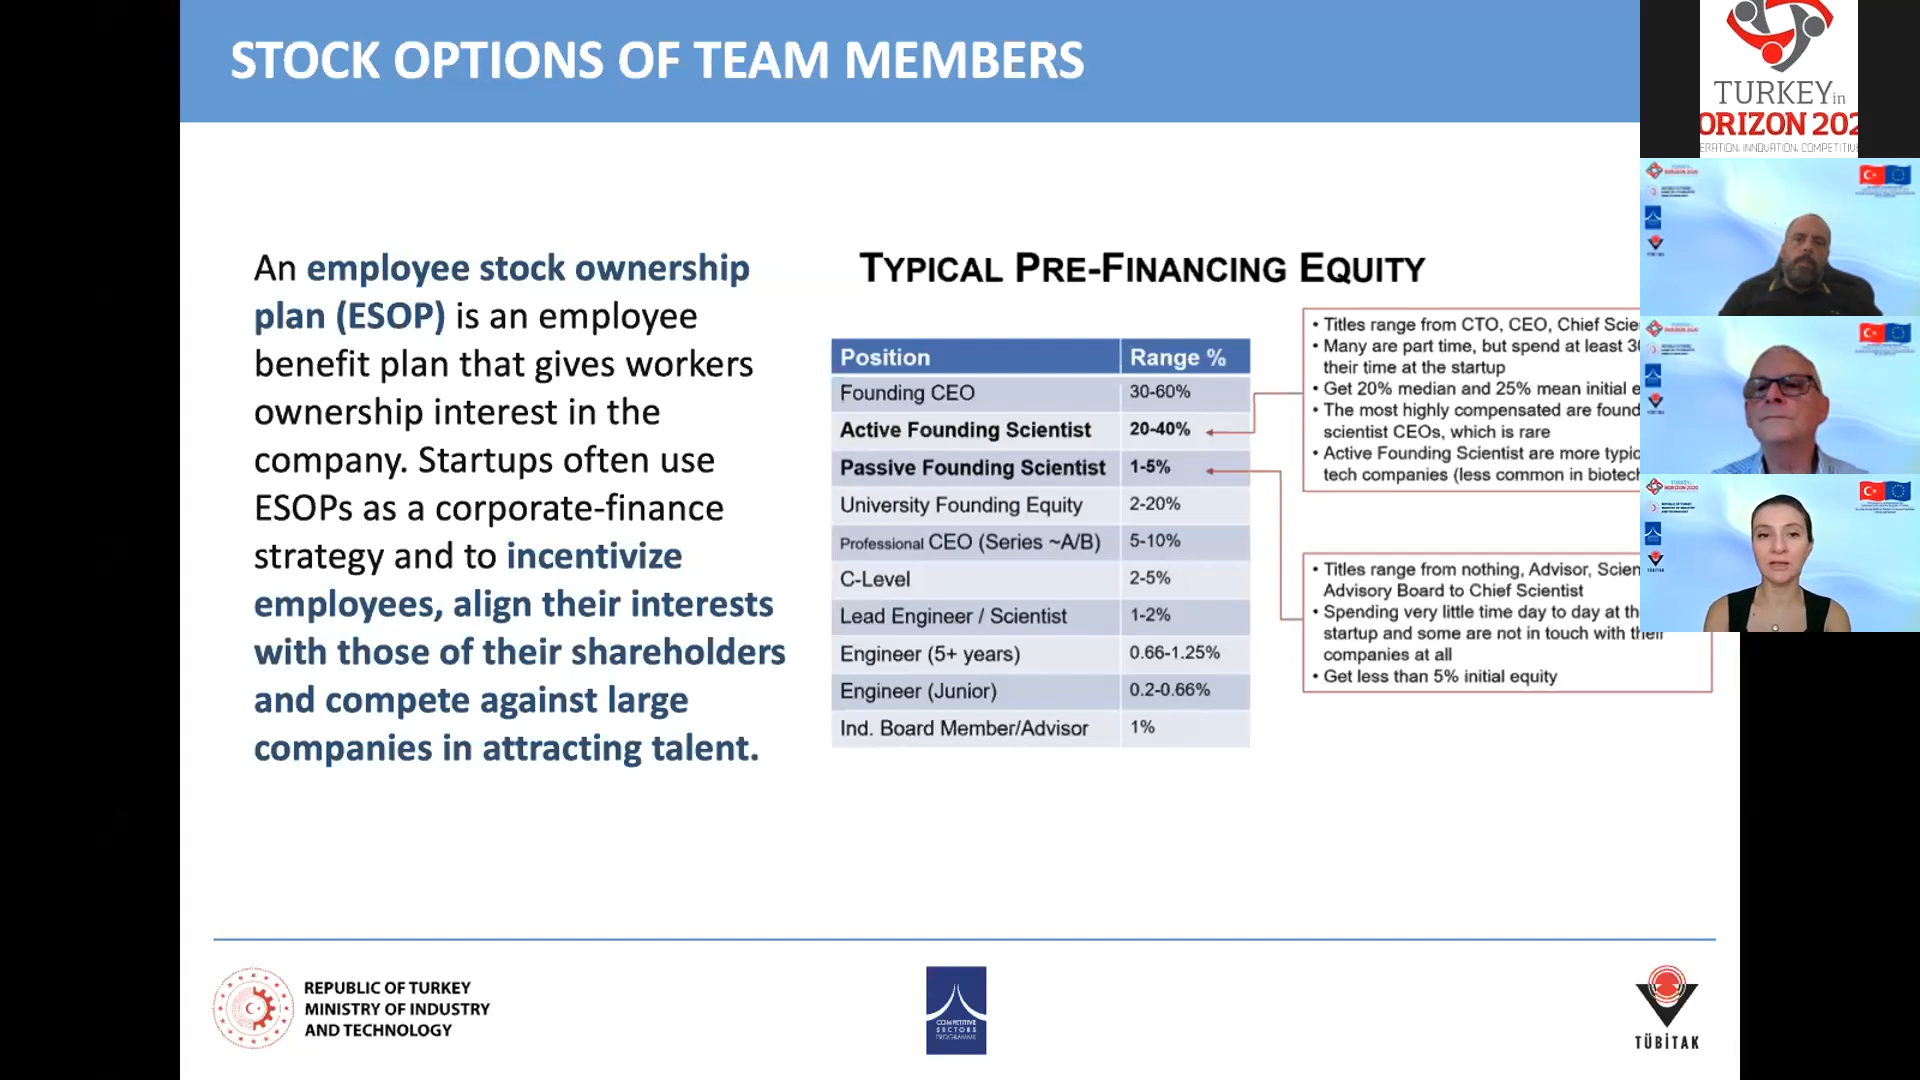 STOCK OPTIONS OF TEAM MEMBERS
An employee stock ownership
plan (ESOP) is an employee
benefit plan that gives workers
ownership interest in the
company. Startups often use
ESOPs as a corporate-finance
strategy and to incentivize
employees, align their interests
with those of their shareholders
and compete against large
companies in attracting talent.
TYPICAL PRE-FINANCING EQUITY
Position Range %
Founding CEO 30-60%
Active Founding Scientist 20-40%
Passive Founding Scientist 1-5%
University Founding Equity 2-20%
Professional CEO (Series ~A/B) 5-10%
C-Level 2-5%
Lead Engineer / Scientist 1-2%
Engineer (5+ years) 0.66-1.25%
Engineer (Junior) 0.2-0.66%
Ind. Board Member/Advisor 1%
• Titles range from CTO, CEO, Chief
• Many are part time, but spend at least
their time at the startup
• Get 20% median and 25% mean initial
• The most highly compensated are
scientist CEOs, which is rare
• Active Founding Scientist are more
tech companies (less common in
• Titles range from nothing, Advisor,
Advisory Board to Chief Scientist
• Spending very little time day to day at
startup and some are not in touch with their
companies at all
• Get less than 5% initial equity
TURKEY in
ORIZON 202
REPUBLIC OF TURKEY
MINISTRY OF INDUSTRY
AND TECHNOLOGY
COMPETITIVE
SECTORS
PROGRAMME
TÜBİTAK